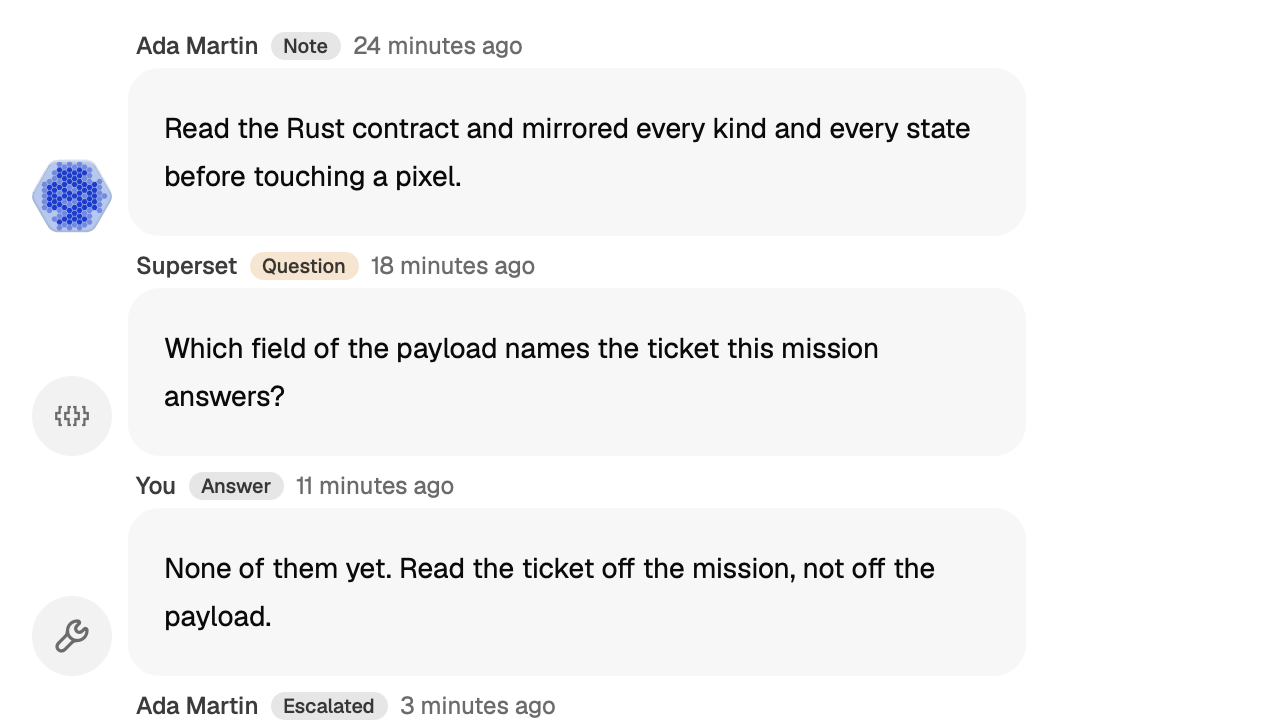 Ada Martin Note 24 minutes ago
Read the Rust contract and mirrored every kind and every state
before touching a pixel.
Superset Question 18 minutes ago
Which field of the payload names the ticket this mission
answers?
You Answer 11 minutes ago
None of them yet. Read the ticket off the mission, not off the
payload.
Ada Martin Escalated 3 minutes ago